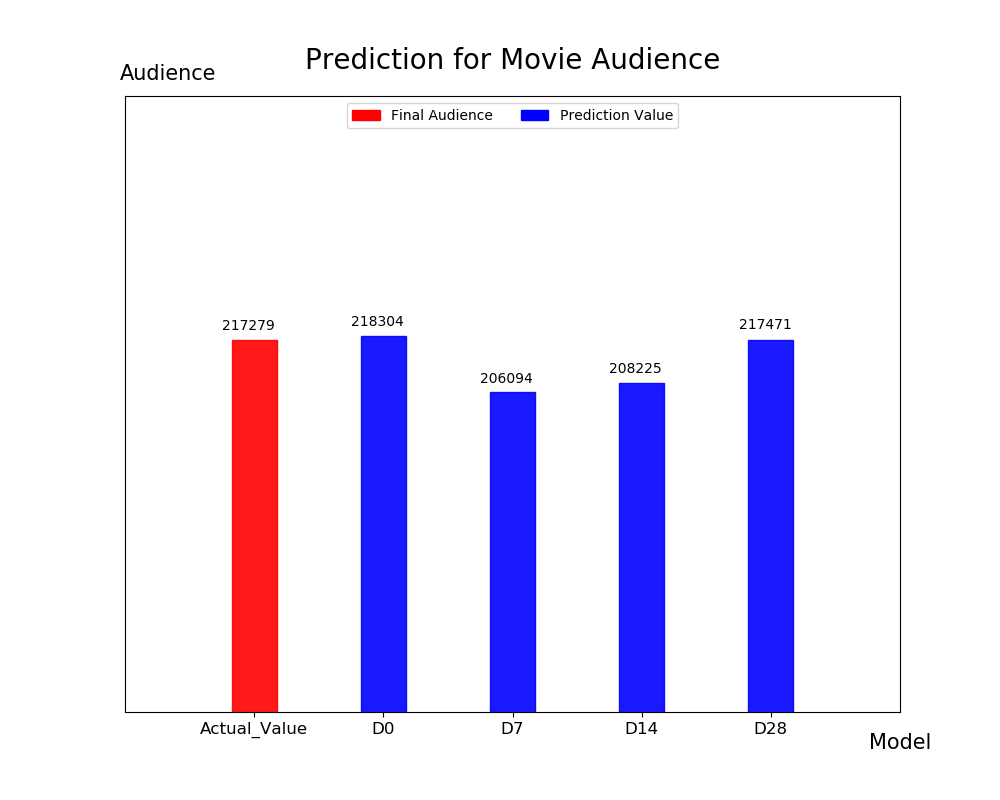 Prediction for Movie Audience
Audience
Final Audience Prediction Value
217279 218304 206094 208225 217471
Actual_Value D0 D7 D14 D28
Model